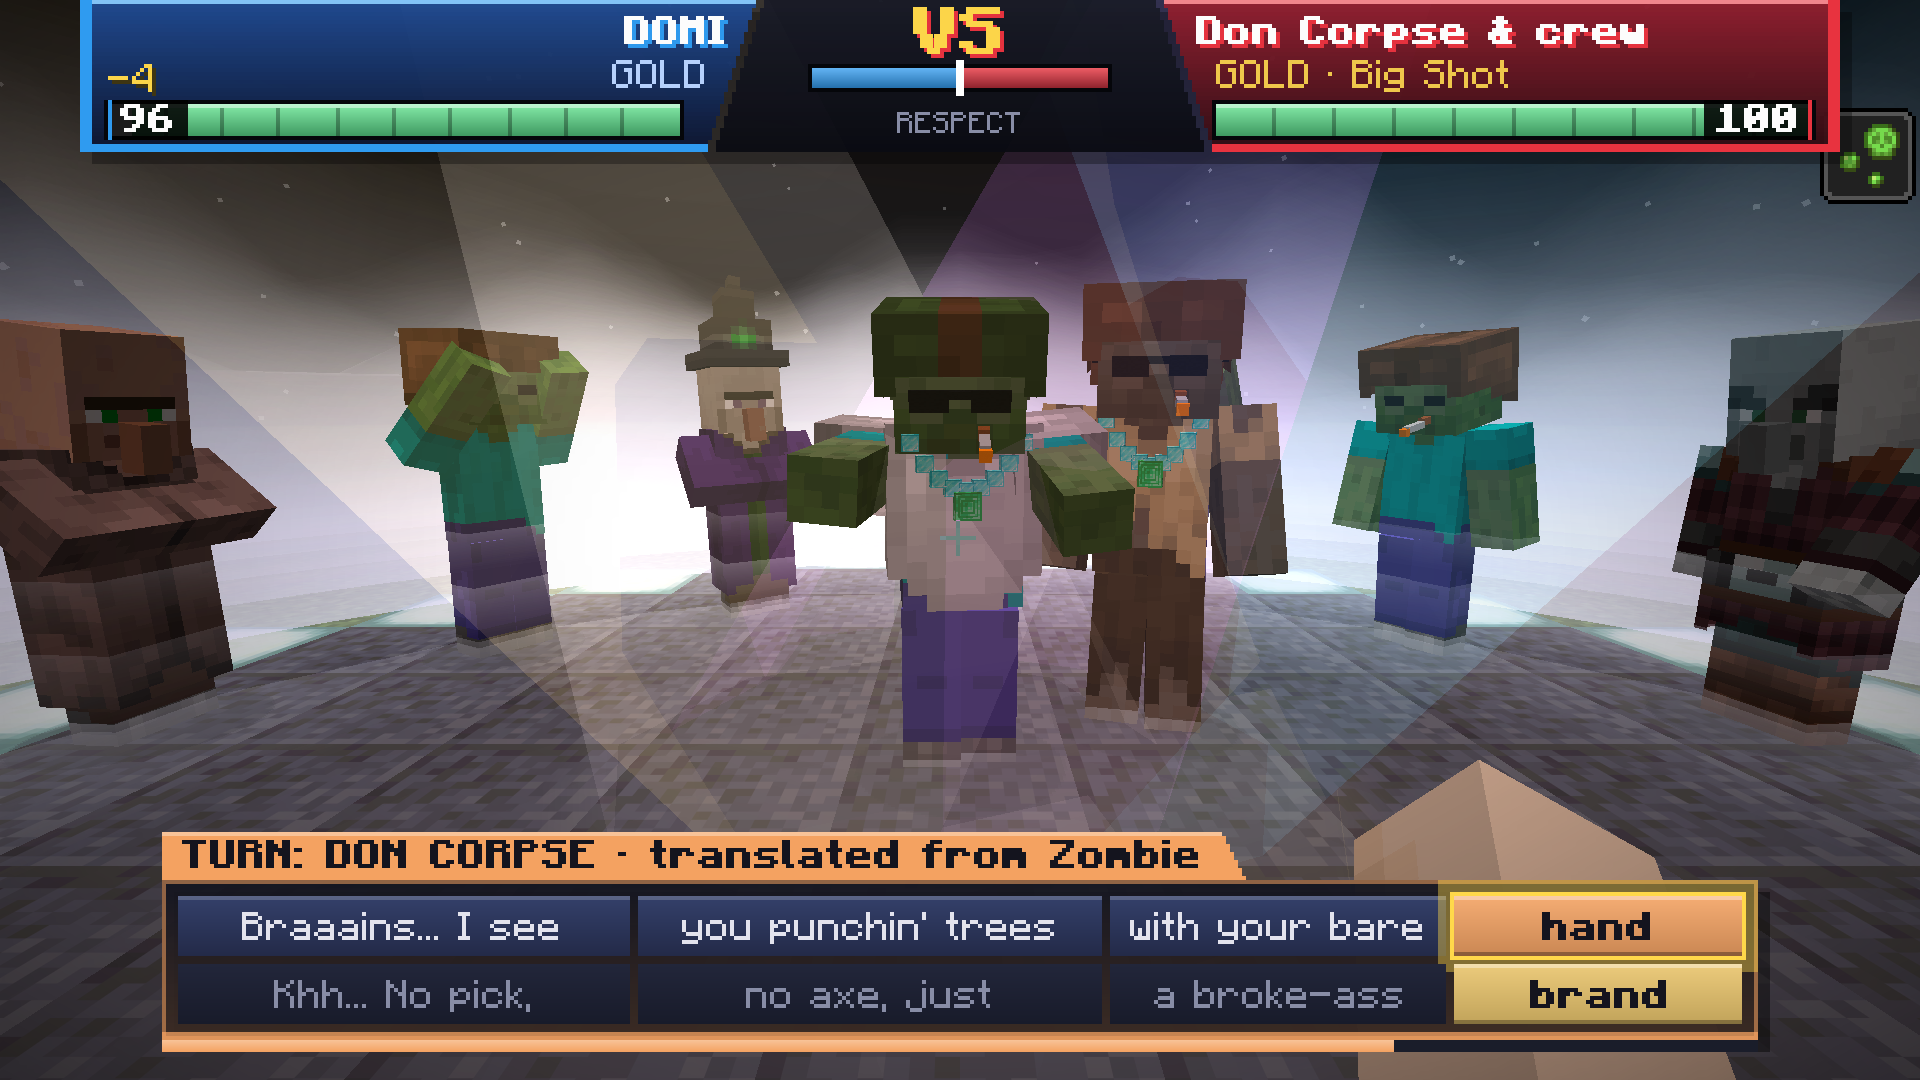 DOMI
-4
GOLD
96
VS
RESPECT
Don Corpse & crew
GOLD · Big Shot
100
TURN: DON CORPSE · translated from Zombie
Braaains... I see you punchin' trees with your bare hand
Khh... No pick, no axe, just a broke-ass brand